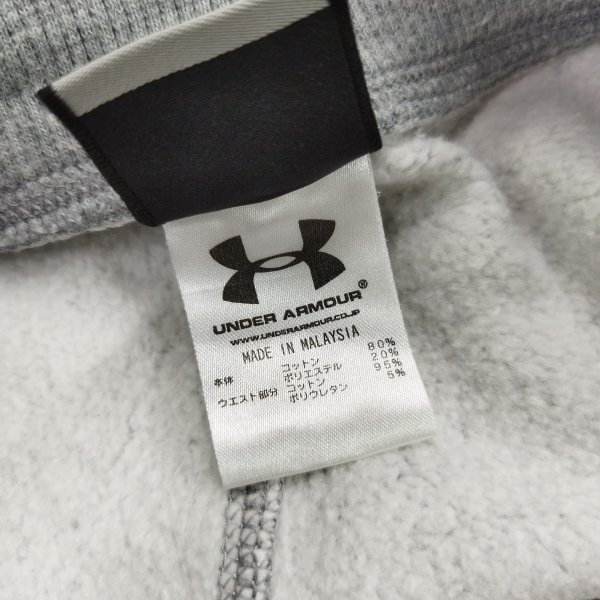 UNDER ARMOUR®
WWW.UNDERARMOUR.CO.JP
MADE IN MALAYSIA
本体 コットン 80%
ポリエステル 20%
ウエスト部分 コットン 95%
ポリウレタン 5%